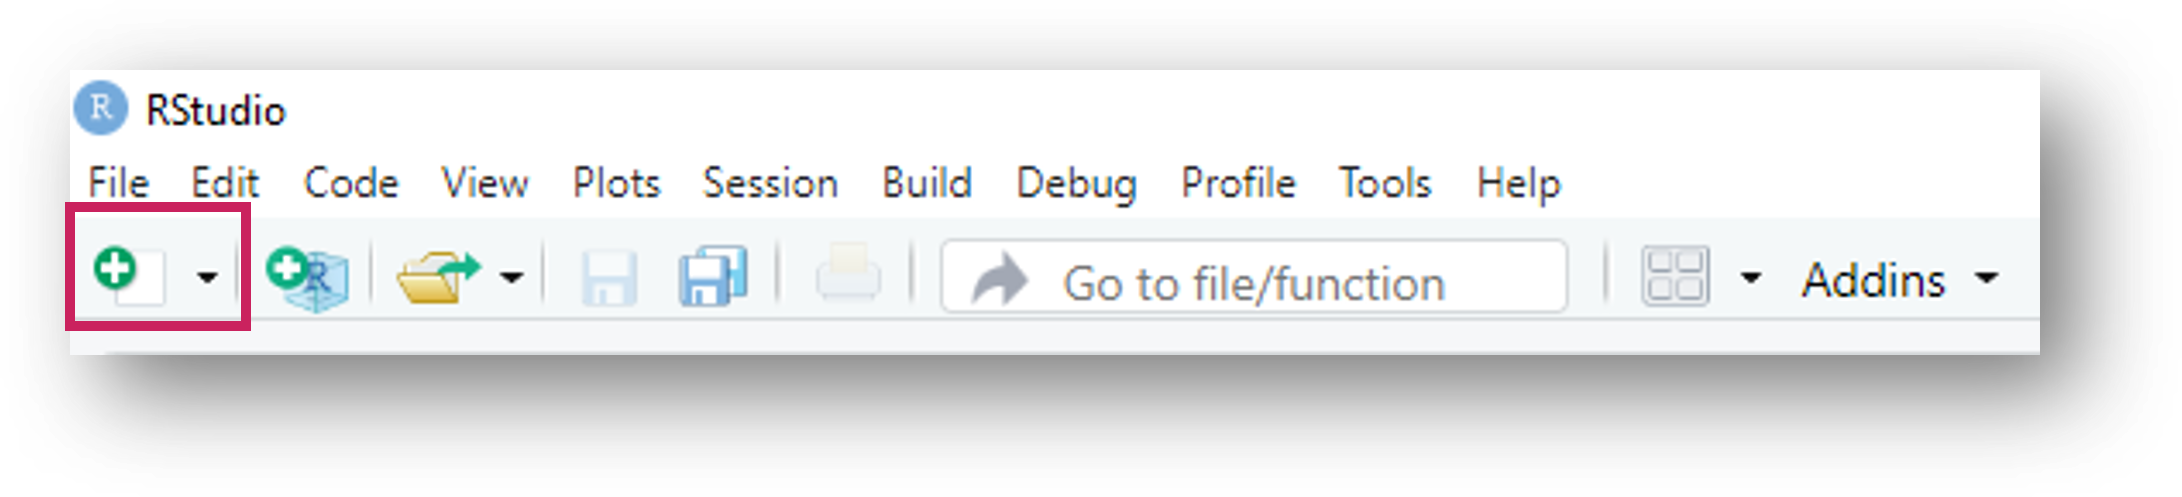 R RStudio
File Edit Code View Plots Session Build Debug Profile Tools Help
R Go to file/function Addins